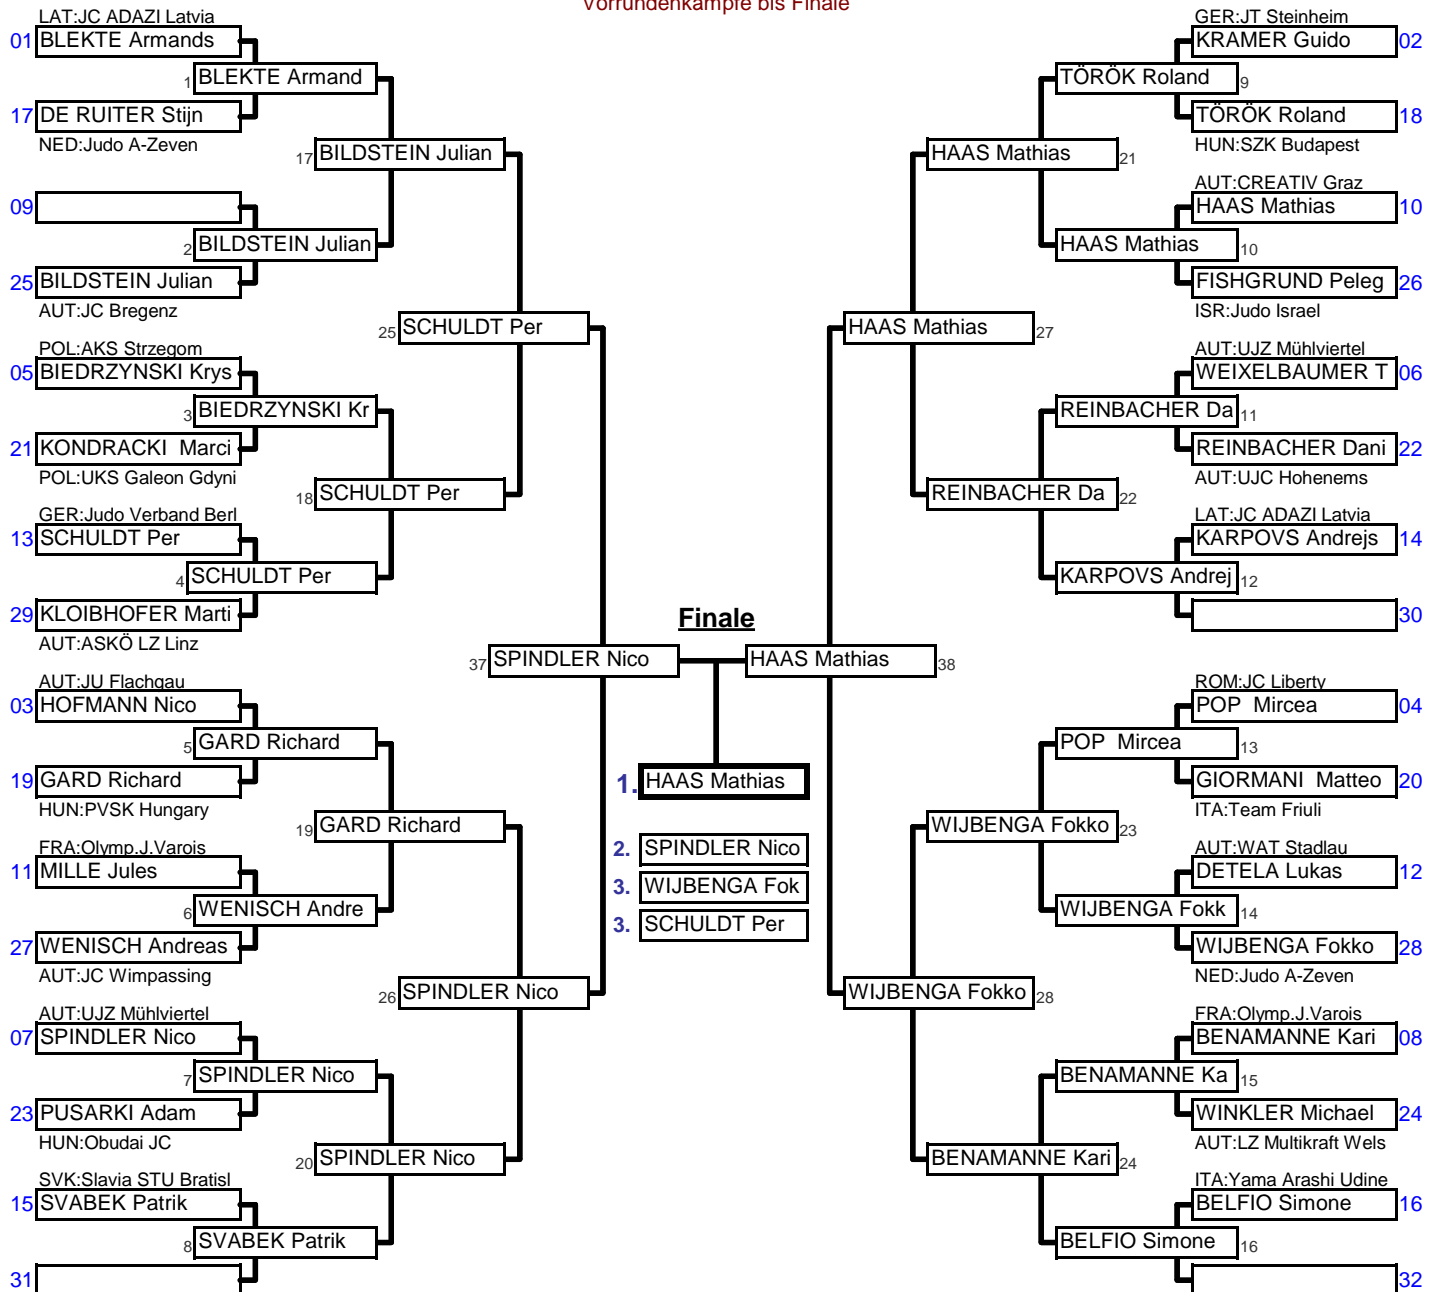 Vorrundenkämpfe bis Finale
LAT:JC ADAZI Latvia
01 BLEKTE Armands
1 BLEKTE Armand
17 DE RUITER Stijn
NED:Judo A-Zeven
17 BILDSTEIN Julian
09
2 BILDSTEIN Julian
25 BILDSTEIN Julian
AUT:JC Bregenz
25 SCHULDT Per
POL:AKS Strzegom
05 BIEDRZYNSKI Krys
3 BIEDRZYNSKI Kr
21 KONDRACKI Marci
POL:UKS Galeon Gdyni
18 SCHULDT Per
GER:Judo Verband Berl
13 SCHULDT Per
4 SCHULDT Per
29 KLOIBHOFER Marti
AUT:ASKÖ LZ Linz
37 SPINDLER Nico
AUT:JU Flachgau
03 HOFMANN Nico
5 GARD Richard
19 GARD Richard
HUN:PVSK Hungary
19 GARD Richard
FRA:Olymp.J.Varois
11 MILLE Jules
6 WENISCH Andre
27 WENISCH Andreas
AUT:JC Wimpassing
26 SPINDLER Nico
AUT:UJZ Mühlviertel
07 SPINDLER Nico
7 SPINDLER Nico
23 PUSARKI Adam
HUN:Obudai JC
20 SPINDLER Nico
SVK:Slavia STU Bratisl
15 SVABEK Patrik
8 SVABEK Patrik
31
Finale
1. HAAS Mathias
2. SPINDLER Nico
3. WIJBENGA Fok
3. SCHULDT Per
GER:JT Steinheim
KRAMER Guido 02
TÖRÖK Roland 9
TÖRÖK Roland 18
HUN:SZK Budapest
HAAS Mathias 21
AUT:CREATIV Graz
HAAS Mathias 10
HAAS Mathias 10
FISHGRUND Peleg 26
ISR:Judo Israel
HAAS Mathias 27
AUT:UJZ Mühlviertel
WEIXELBAUMER T 06
REINBACHER Da 11
REINBACHER Dani 22
AUT:UJC Hohenems
REINBACHER Da 22
LAT:JC ADAZI Latvia
KARPOVS Andrejs 14
KARPOVS Andrej 12
30
HAAS Mathias 38
ROM:JC Liberty
POP Mircea 04
POP Mircea 13
GIORMANI Matteo 20
ITA:Team Friuli
WIJBENGA Fokko 23
AUT:WAT Stadlau
DETELA Lukas 12
WIJBENGA Fokk 14
WIJBENGA Fokko 28
NED:Judo A-Zeven
WIJBENGA Fokko 28
FRA:Olymp.J.Varois
BENAMANNE Kari 08
BENAMANNE Ka 15
WINKLER Michael 24
AUT:LZ Multikraft Wels
BENAMANNE Kari 24
ITA:Yama Arashi Udine
BELFIO Simone 16
BELFIO Simone 16
32